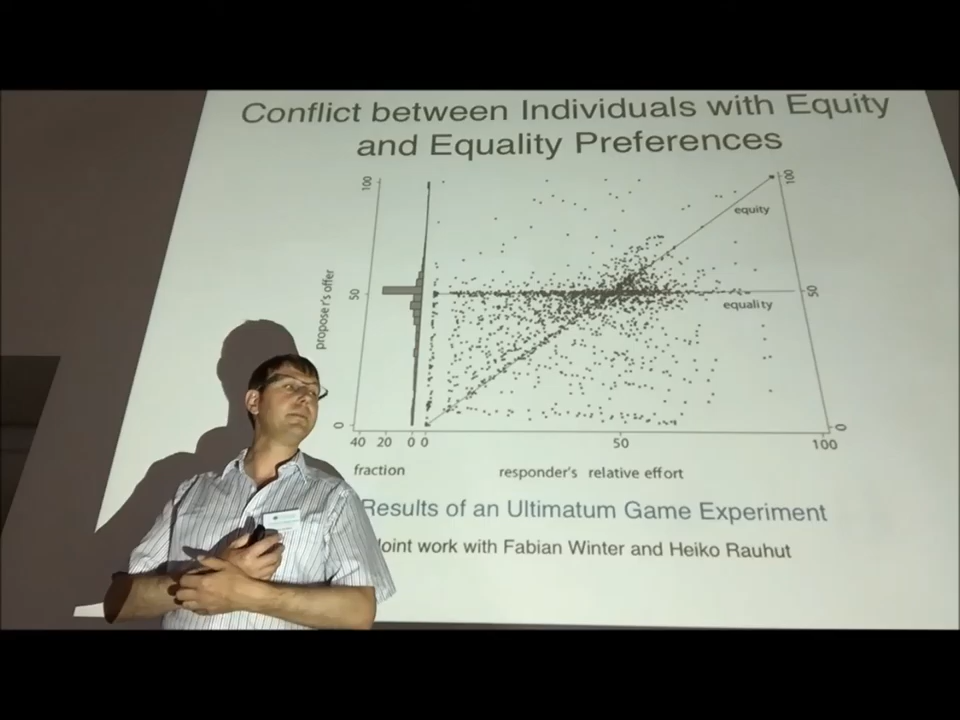 Conflict between Individuals with Equity
and Equality Preferences
100
100
equity
proposer's offer
50
50
equality
0
0
40 20 0 0 50 100
fraction responder's relative effort
Results of an Ultimatum Game Experiment
Joint work with Fabian Winter and Heiko Rauhut